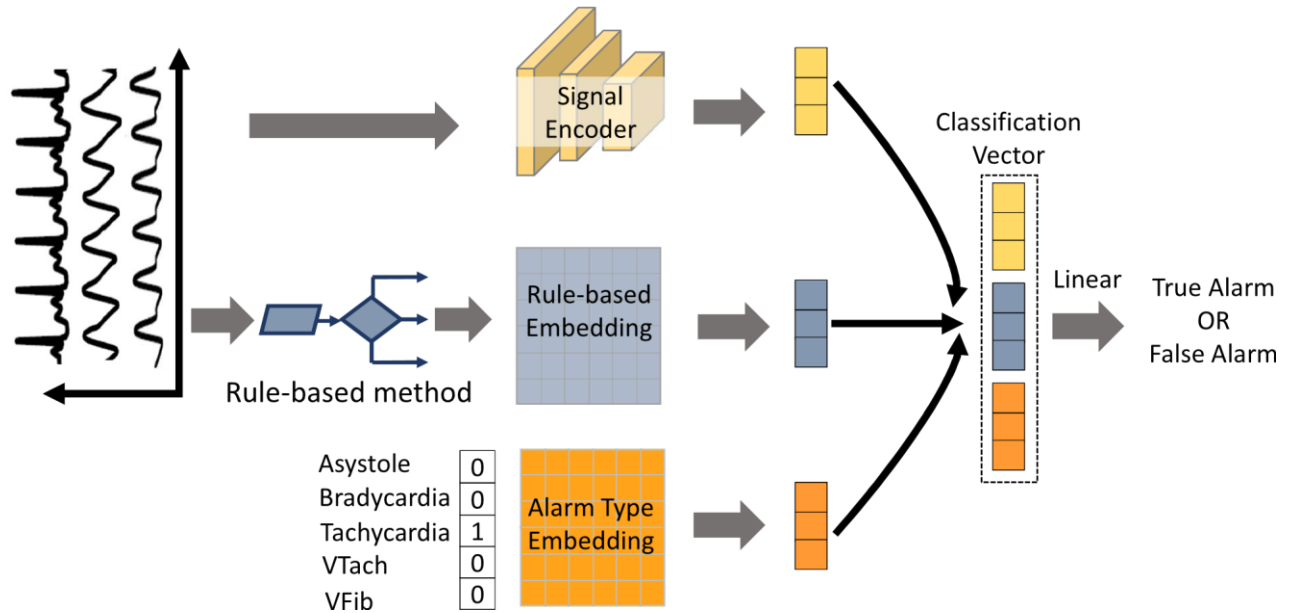 Signal
Encoder
Classification
Vector
Rule-based
Embedding
Linear
True Alarm
OR
False Alarm
Rule-based method
Asystole 0
Bradycardia 0
Tachycardia 1
VTach 0
VFib 0
Alarm Type
Embedding